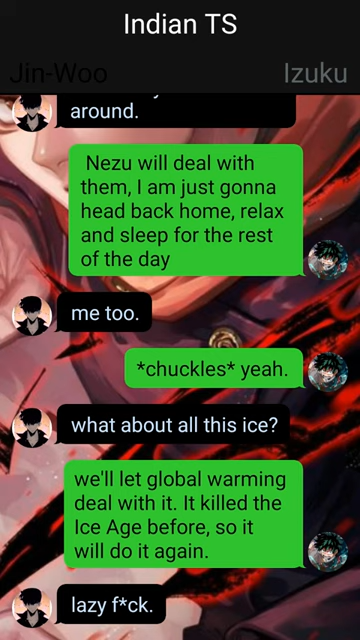 Indian TS
Jin-Woo
Izuku
around.
Nezu will deal with
them, I am just gonna
head back home, relax
and sleep for the rest
of the day
me too.
*chuckles* yeah.
what about all this ice?
we'll let global warming
deal with it. It killed the
Ice Age before, so it
will do it again.
lazy f*ck.